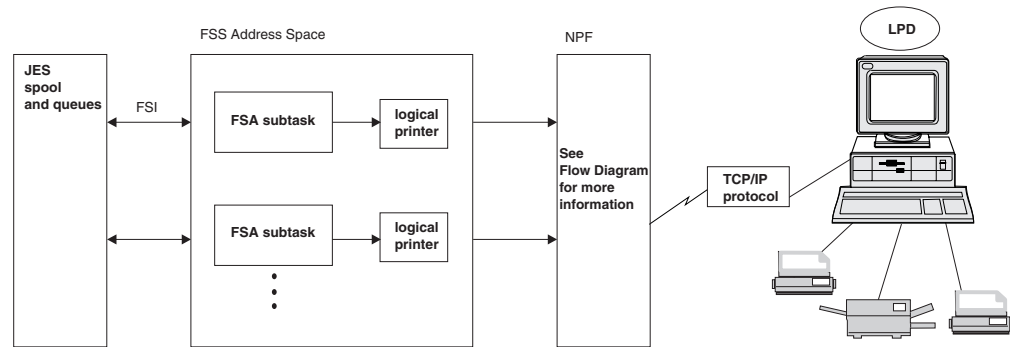 FSS Address Space
NPF
LPD
JES
spool
and queues
FSI
FSA subtask
logical
printer
See
Flow Diagram
for more
information
TCP/IP
protocol
FSA subtask
logical
printer